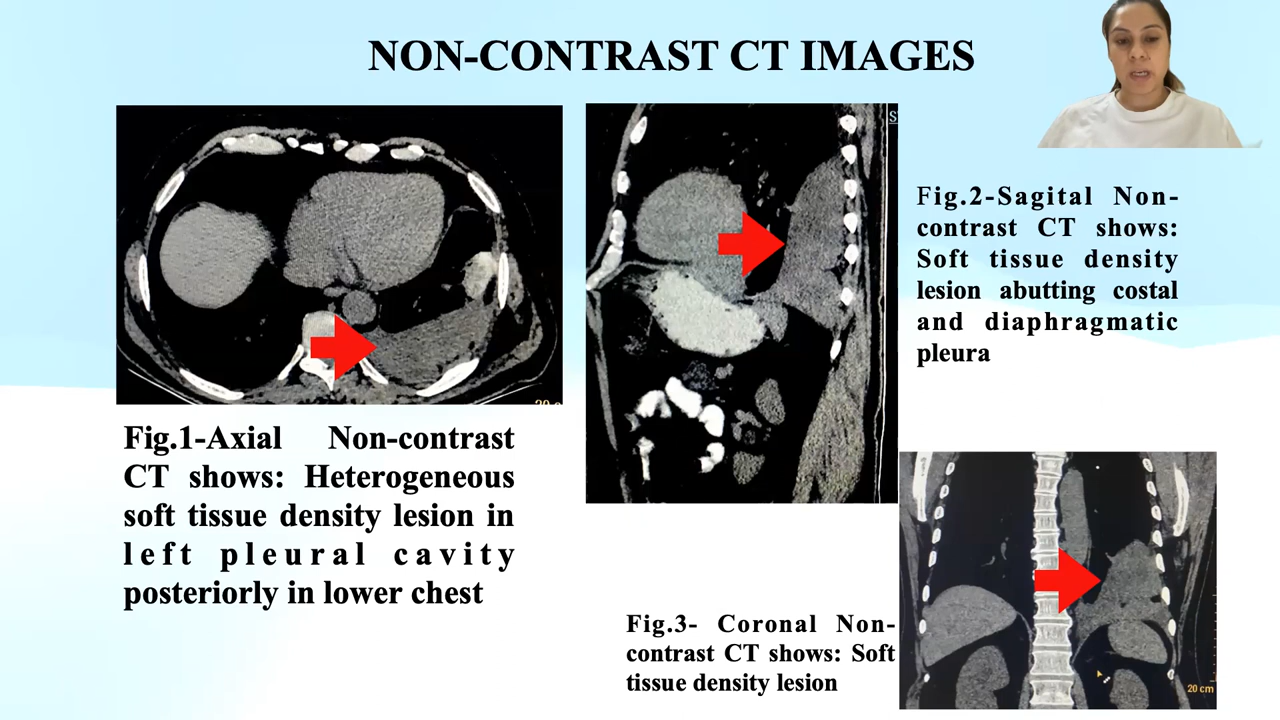 NON-CONTRAST CT IMAGES
Fig.1-Axial Non-contrast
CT shows: Heterogeneous
soft tissue density lesion in
left pleural cavity
posteriorly in lower chest
Fig.2-Sagital Non-
contrast CT shows:
Soft tissue density
lesion abutting costal
and diaphragmatic
pleura
Fig.3- Coronal Non-
contrast CT shows: Soft
tissue density lesion
20 cm